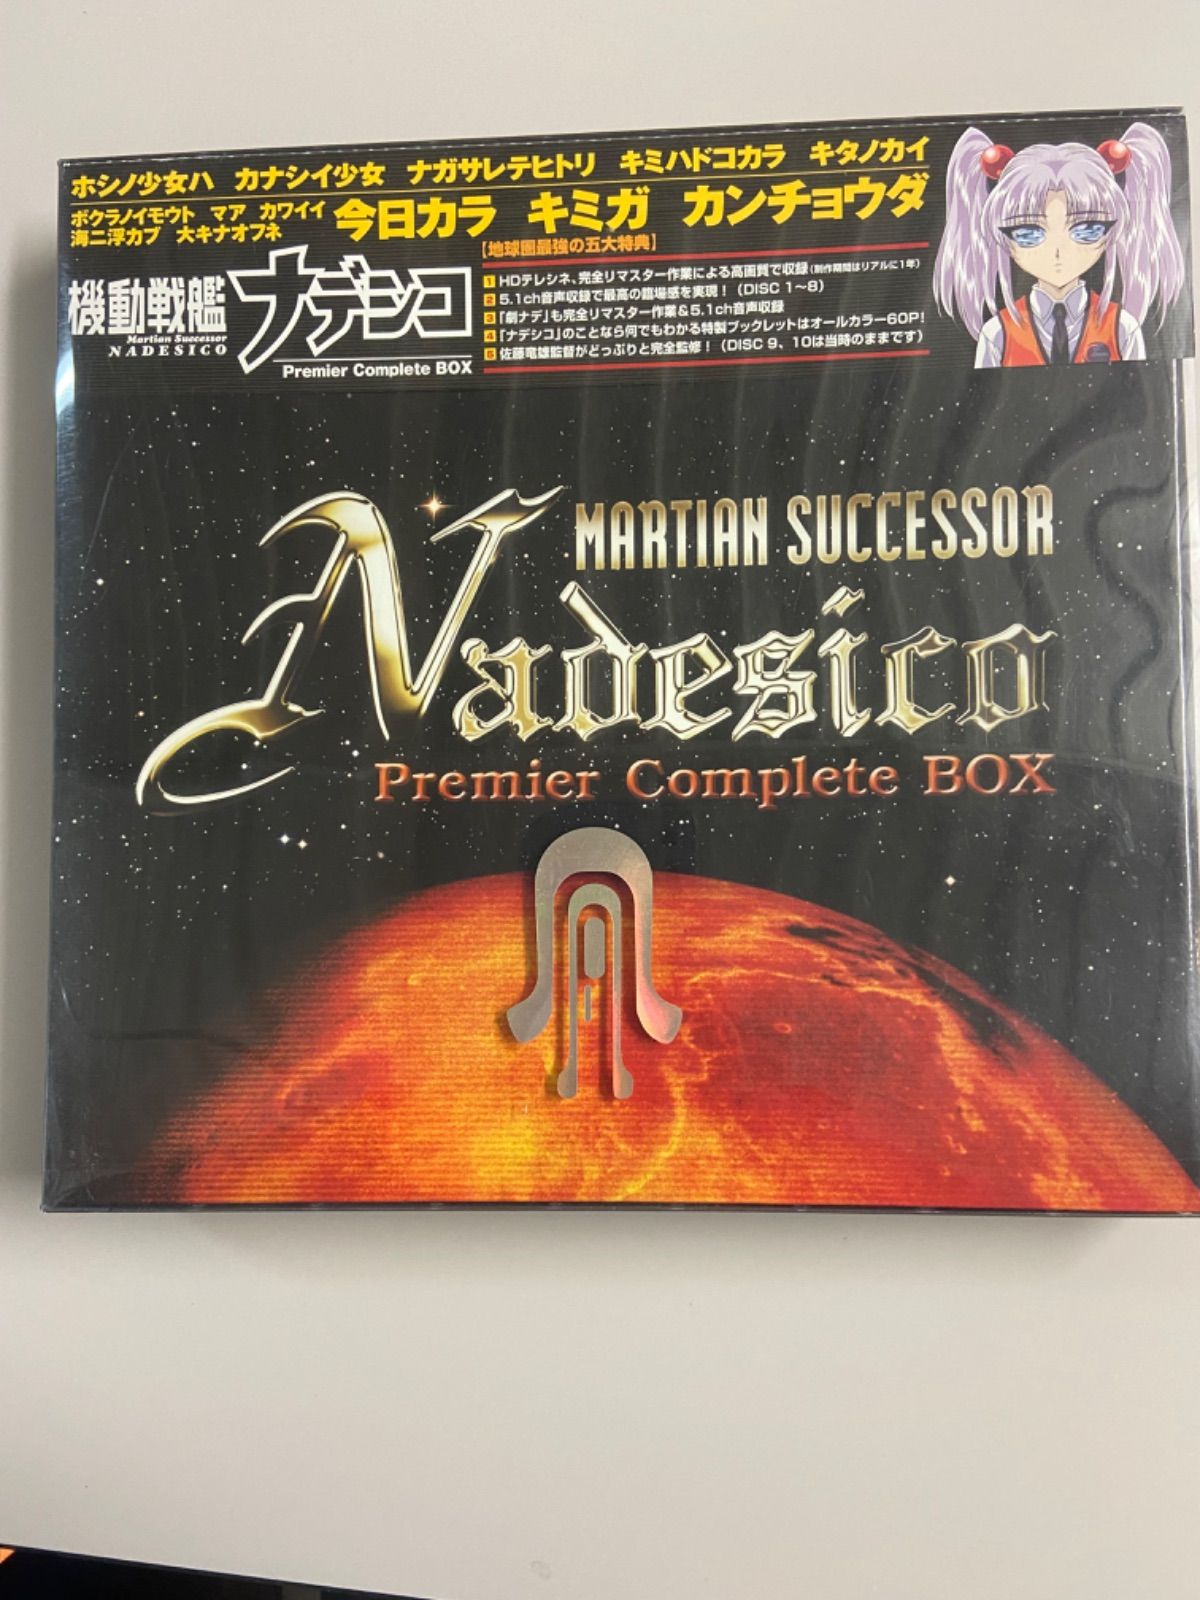 ホシノ少女ハ カナシイ少女 ナガサレテヒトリ キミハドコカラ キタノカイ
ボクラノイモウト マア カワイイ
海ニ浮カブ 大キナオフネ
今日カラ キミガ カンチョウダ
機動戦艦
ナデシコ
Martian Successor
NADESICO
Premier Complete BOX
【地球圏最強の五大特典】
1 HDテレシネ、完全リマスター作業による高画質で収録(制作期間はリアルに1年)
2 5.1ch音声収録で最高の臨場感を実現!(DISC 1〜8)
3 「劇ナデ」も完全リマスター作業&5.1ch音声収録
4 「ナデシコ」のことなら何でもわかる特製ブックレットはオールカラー60P!
5 佐藤竜雄監督がどっぷりと完全監修!(DISC 9、10は当時のままです)
MARTIAN SUCCESSOR
Nadesico
Premier Complete BOX